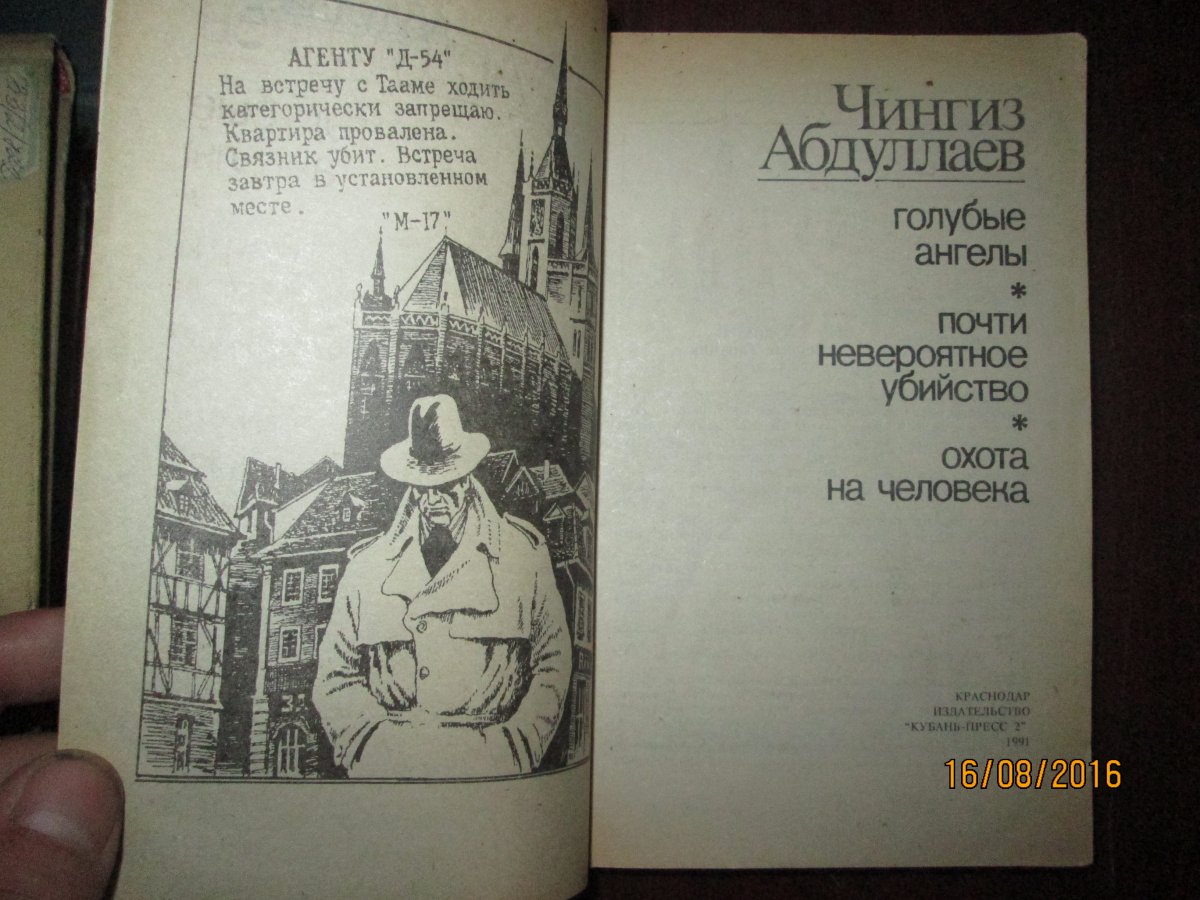 АГЕНТУ "Д-54"
На встречу с Тааме ходить
категорически запрещаю.
Квартира провалена.
Связник убит. Встреча
завтра в установленном
месте.
"М-17"
33
Чингиз
Абдуллаев
голубые
ангелы
*
почти
невероятное
убийство
*
охота
на человека
КРАСНОДАР
ИЗДАТЕЛЬСТВО
"КУБАНЬ-ПРЕСС 2"
1991
16/08/2016